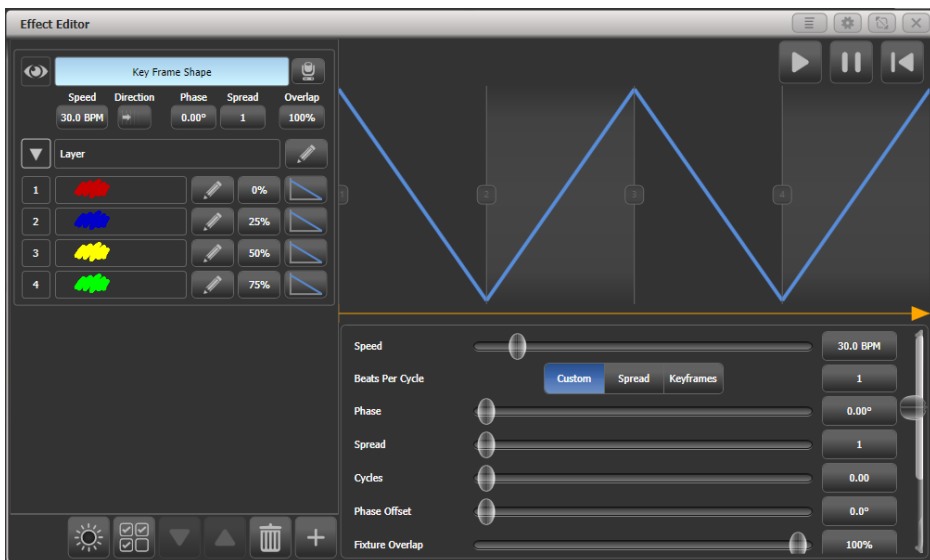 Effect Editor
Key Frame Shape
Speed Direction Phase Spread Overlap
30.0 BPM 0.00° 1 100%
Layer
1 0%
2 25%
3 50%
4 75%
1 2 3 4
Speed 30.0 BPM
Beats Per Cycle Custom Spread Keyframes 1
Phase 0.00°
Spread 1
Cycles 0.00
Phase Offset 0.0°
Fixture Overlap 100%